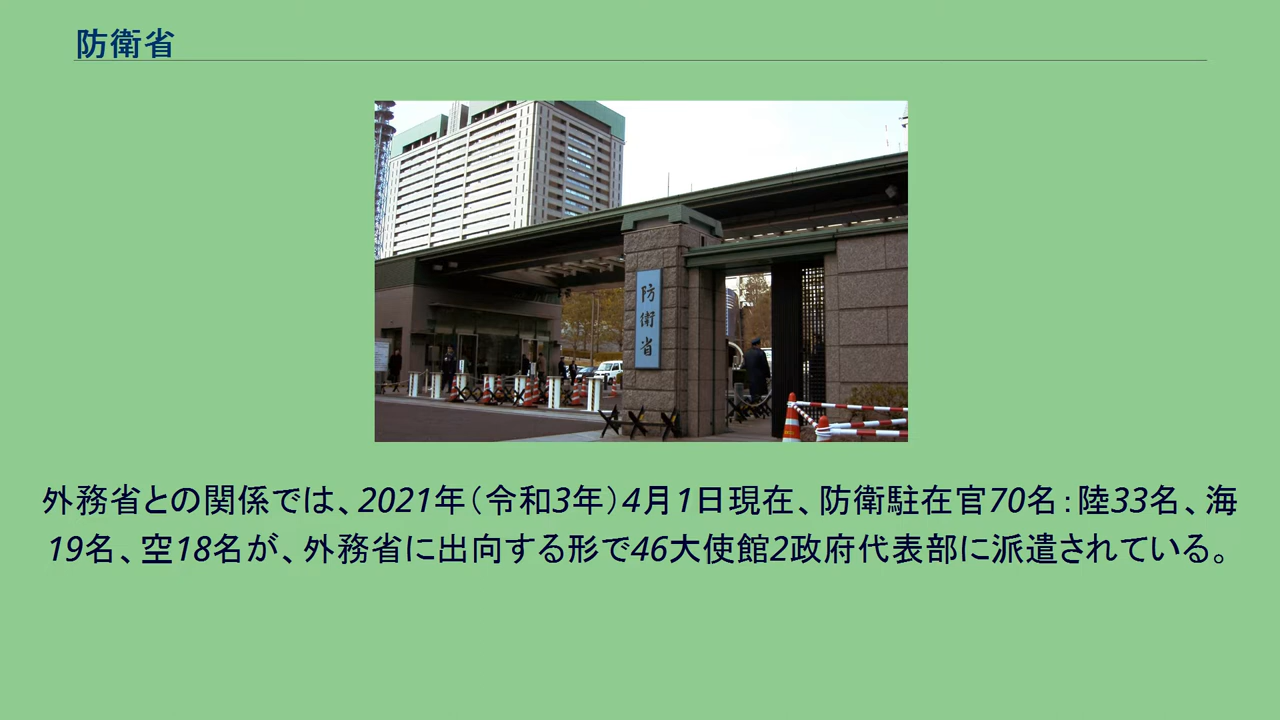 防衛省
防
衛
省
外務省との関係では、2021年（令和3年）4月1日現在、防衛駐在官70名：陸33名、海
19名、空18名が、外務省に出向する形で46大使館2政府代表部に派遣されている。